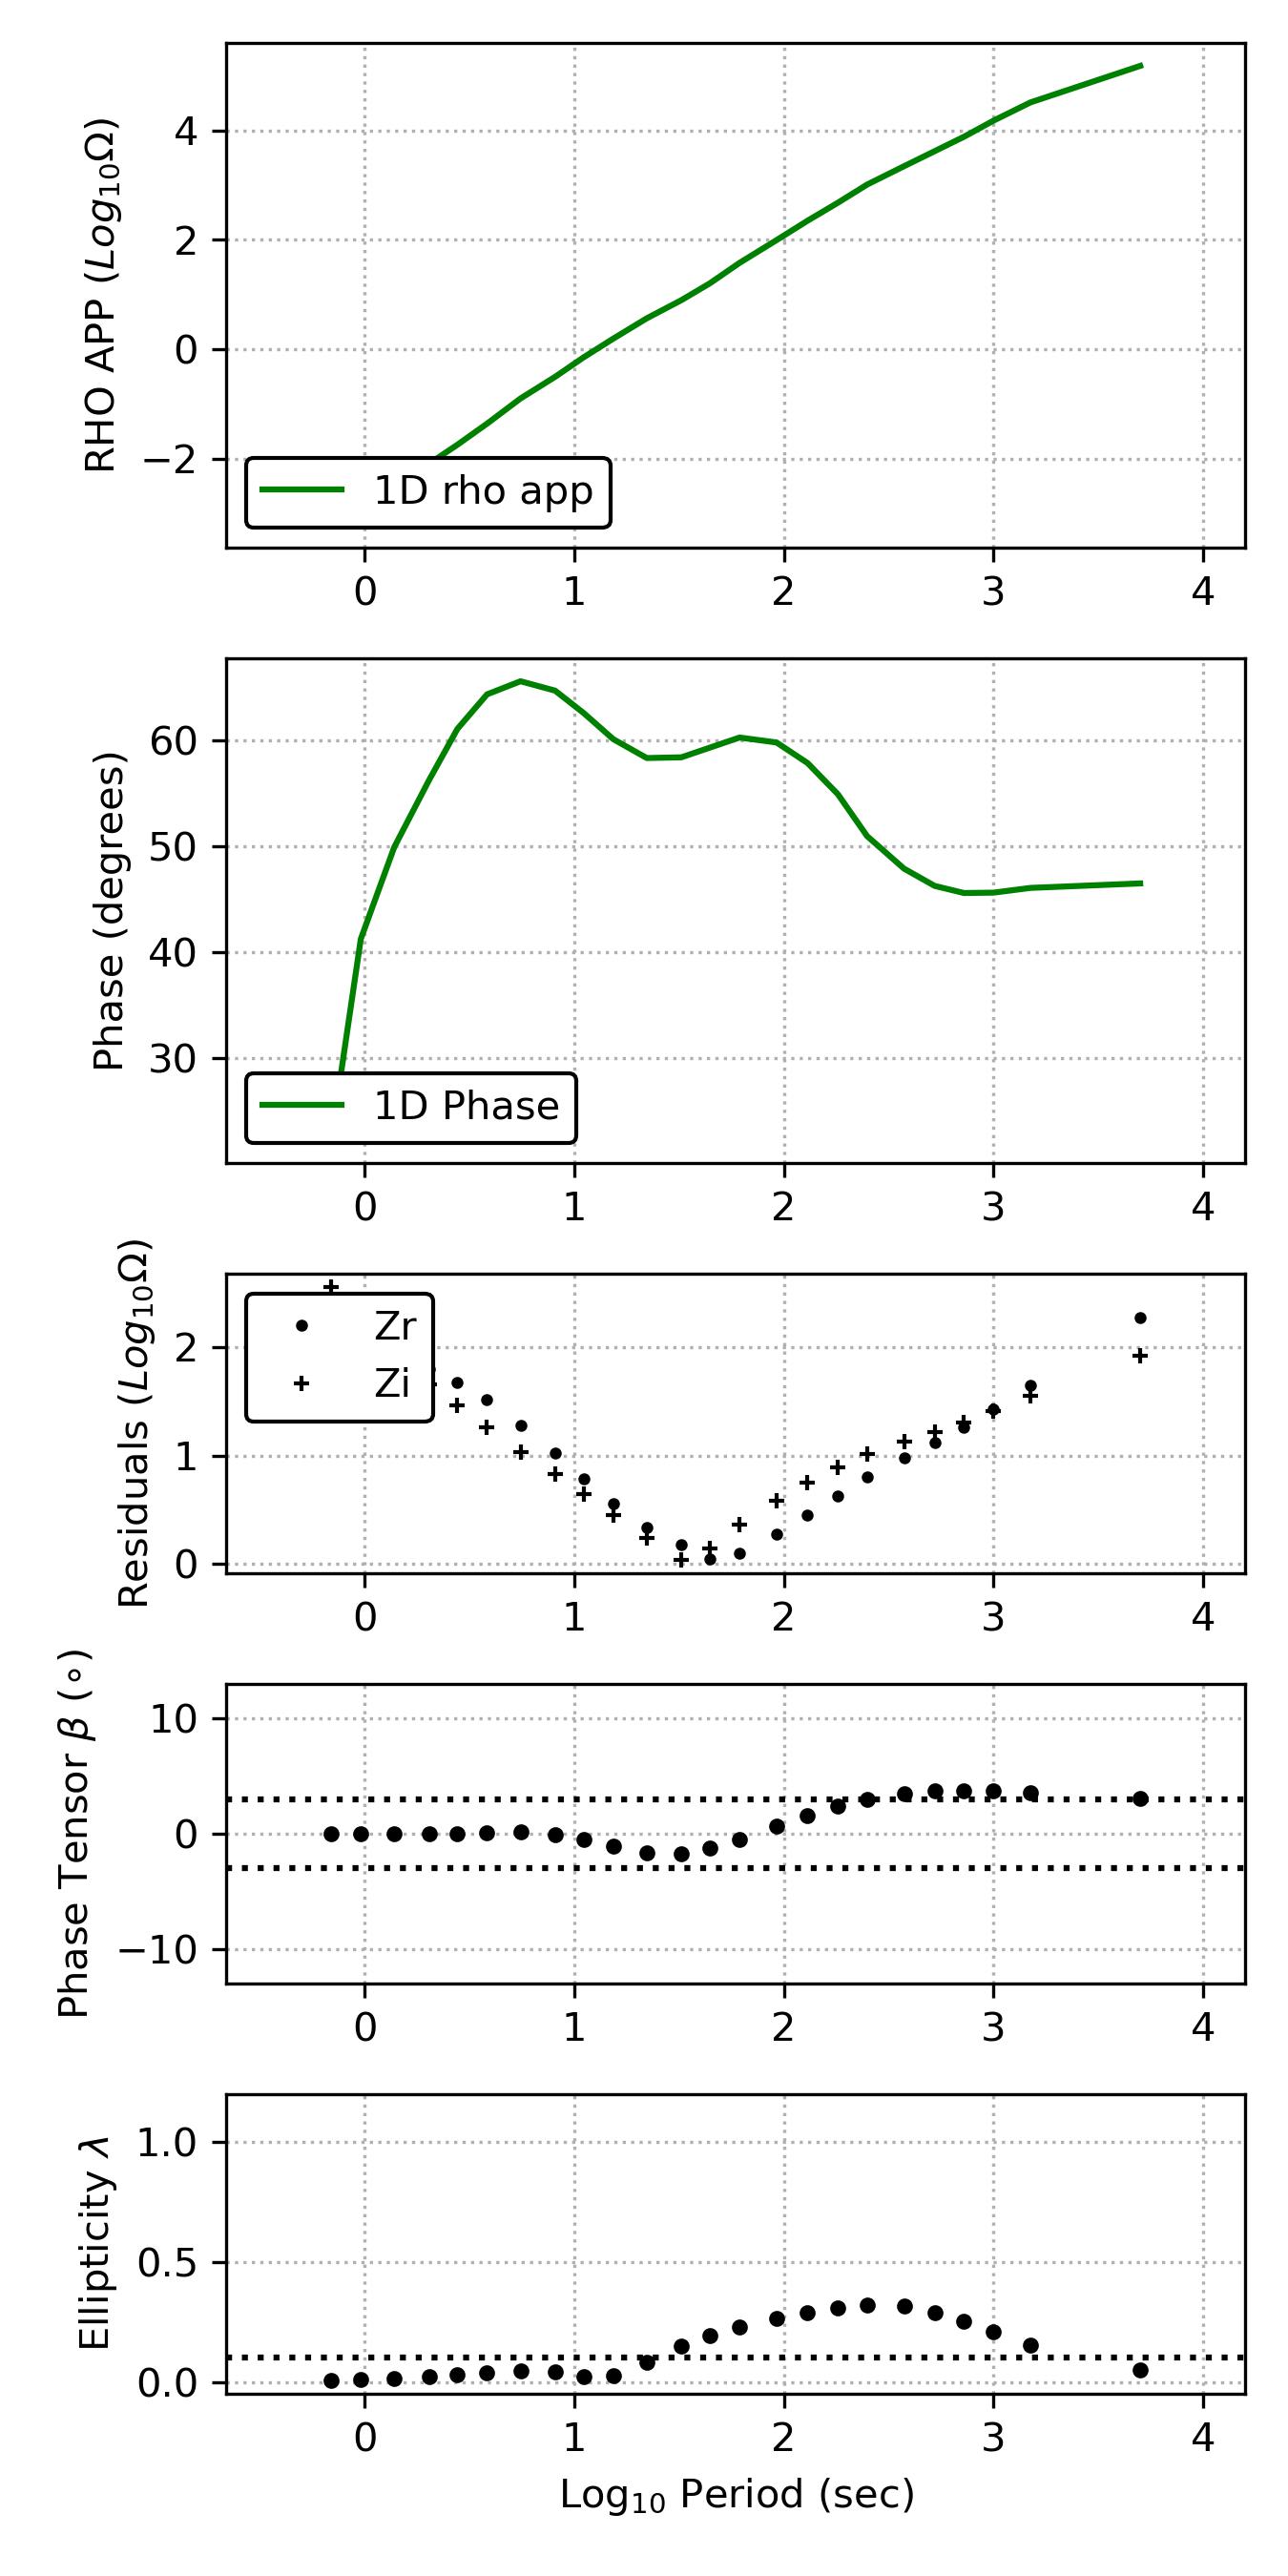 RHO APP (Log₁₀Ω)
4
2
0
−2
1D rho app
0 1 2 3 4
Phase (degrees)
60
50
40
30
1D Phase
0 1 2 3 4
Residuals (Log₁₀Ω)
2
1
0
Zr
Zi
0 1 2 3 4
Phase Tensor β (∘)
10
0
−10
0 1 2 3 4
Ellipticity λ
1.0
0.5
0.0
0 1 2 3 4
Log₁₀ Period (sec)